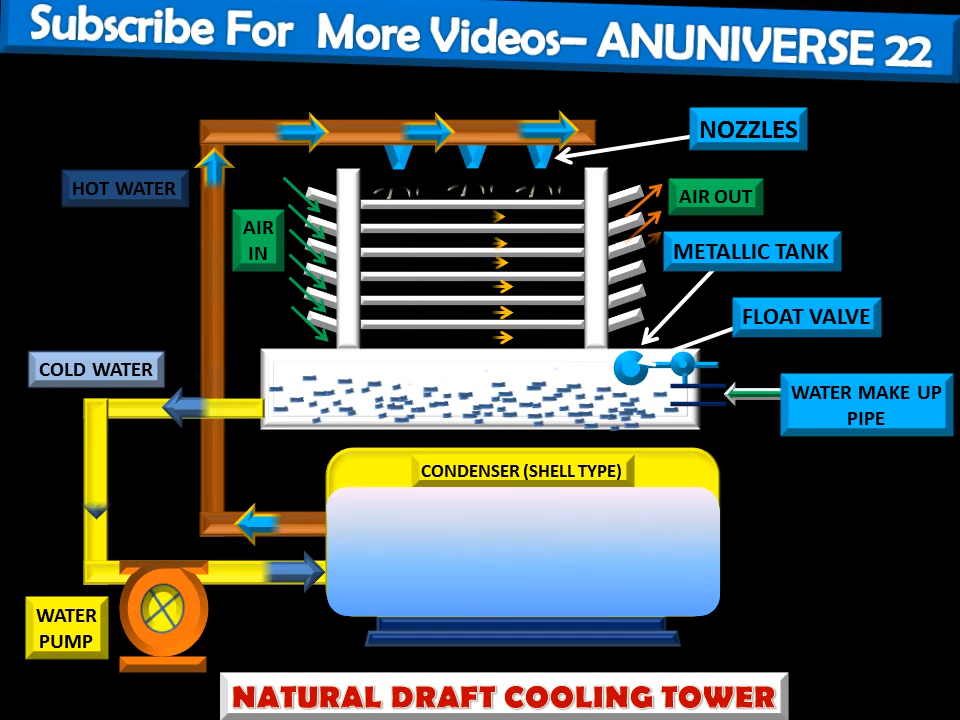 Subscribe For More Videos– ANUNIVERSE 22
NOZZLES
HOT WATER
AIR OUT
AIR
IN
METALLIC TANK
FLOAT VALVE
COLD WATER
WATER MAKE UP
PIPE
CONDENSER (SHELL TYPE)
WATER
PUMP
NATURAL DRAFT COOLING TOWER